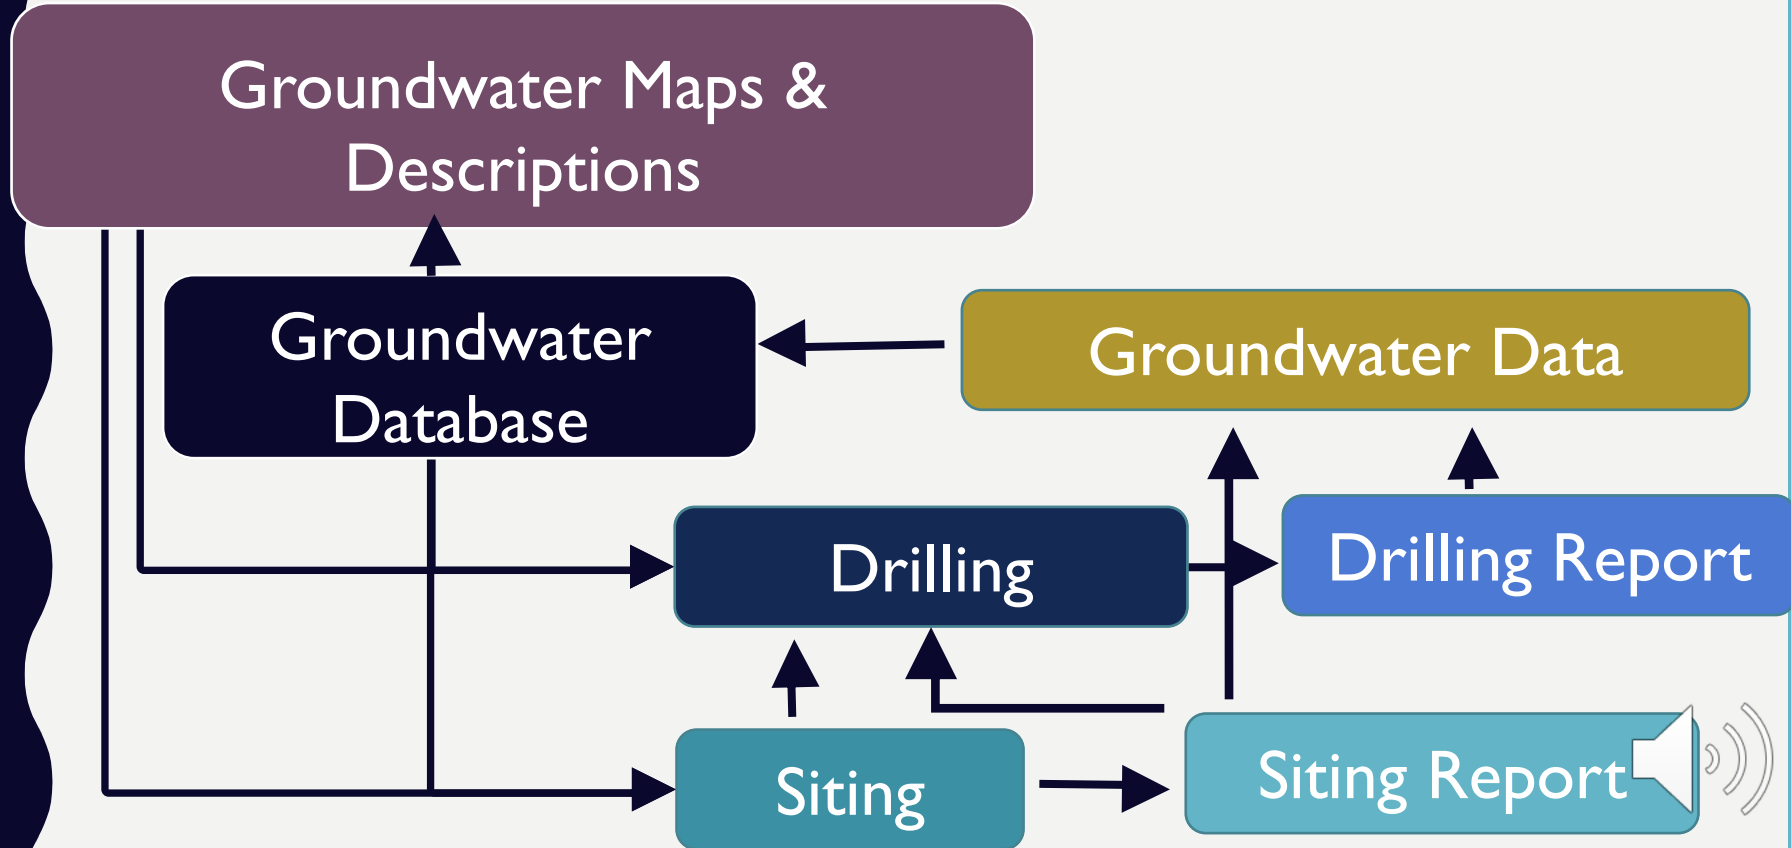 Groundwater Maps &
Descriptions
Groundwater
Database
Groundwater Data
Drilling
Drilling Report
Siting
Siting Report